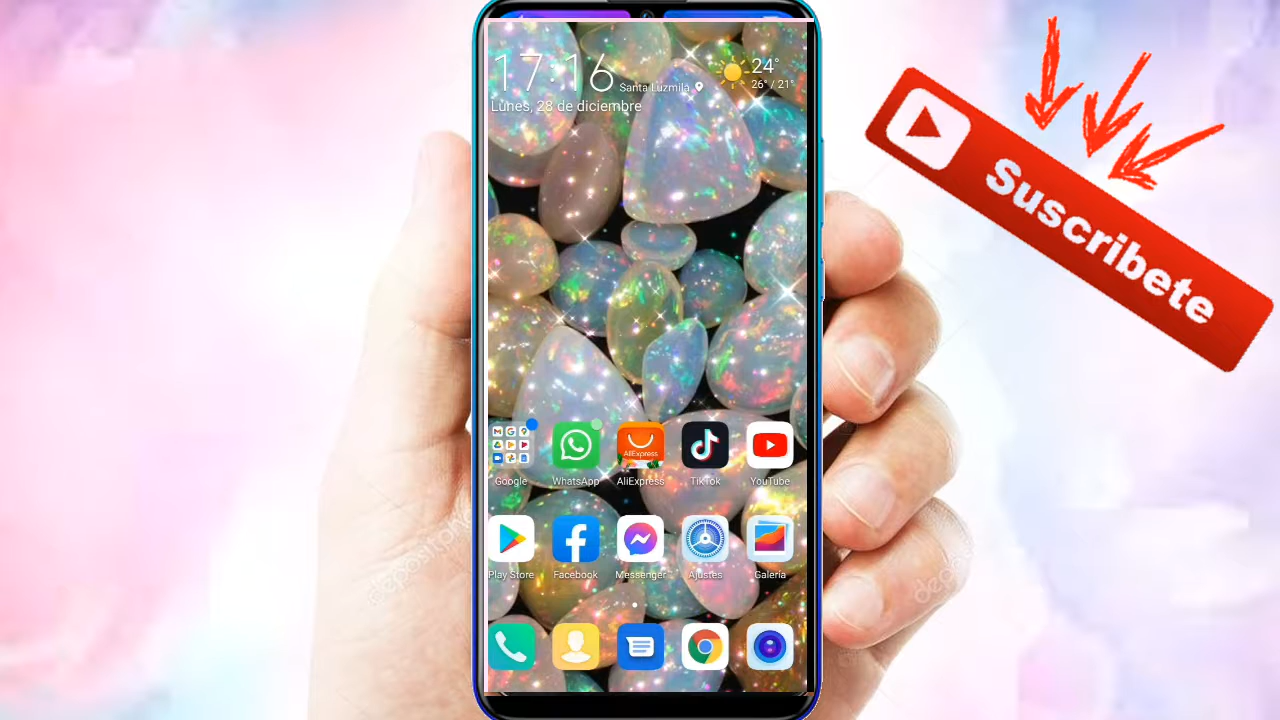 17:16
Santa Luzmila
24°
26° / 21°
Lunes, 28 de diciembre
Suscribete
AliExpress
Google
WhatsApp
AliExpress
TikTok
YouTube
Play Store
Facebook
Messenger
Ajustes
Galería